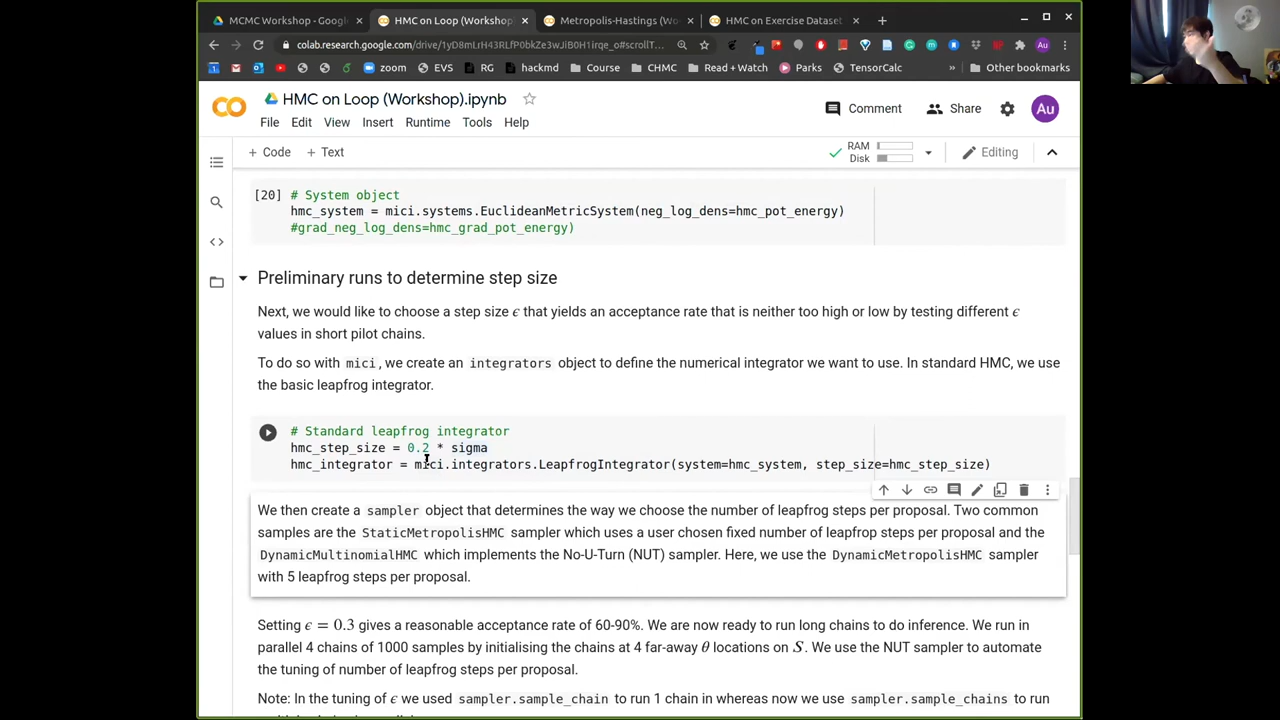 MCMC Workshop - Google
HMC on Loop (Workshop)
Metropolis-Hastings (Wo
HMC on Exercise Dataset
colab.research.google.com/drive/1yD8mLrH43RLfP0bkZe3wJiB0H1irqe_o#scrollT...
Au
zoom
EVS
RG
hackmd
Course
CHMC
Read + Watch
Parks
TensorCalc
»
Other bookmarks
HMC on Loop (Workshop).ipynb
Comment
Share
Au
File Edit View Insert Runtime Tools Help
+ Code + Text
RAM
Disk
Editing
[20] # System object
hmc_system = mici.systems.EuclideanMetricSystem(neg_log_dens=hmc_pot_energy)
#grad_neg_log_dens=hmc_grad_pot_energy)
Preliminary runs to determine step size
Next, we would like to choose a step size ϵ that yields an acceptance rate that is neither too high or low by testing different ϵ
values in short pilot chains.
To do so with mici, we create an integrators object to define the numerical integrator we want to use. In standard HMC, we use
the basic leapfrog integrator.
# Standard leapfrog integrator
hmc_step_size = 0.2 * sigma
hmc_integrator = mici.integrators.LeapfrogIntegrator(system=hmc_system, step_size=hmc_step_size)
We then create a sampler object that determines the way we choose the number of leapfrog steps per proposal. Two common
samples are the StaticMetropolisHMC sampler which uses a user chosen fixed number of leapfrop steps per proposal and the
DynamicMultinomialHMC which implements the No-U-Turn (NUT) sampler. Here, we use the DynamicMetropolisHMC sampler
with 5 leapfrog steps per proposal.
Setting ϵ = 0.3 gives a reasonable acceptance rate of 60-90%. We are now ready to run long chains to do inference. We run in
parallel 4 chains of 1000 samples by initialising the chains at 4 far-away θ locations on S. We use the NUT sampler to automate
the tuning of number of leapfrog steps per proposal.
Note: In the tuning of ϵ we used sampler.sample_chain to run 1 chain in whereas now we use sampler.sample_chains to run